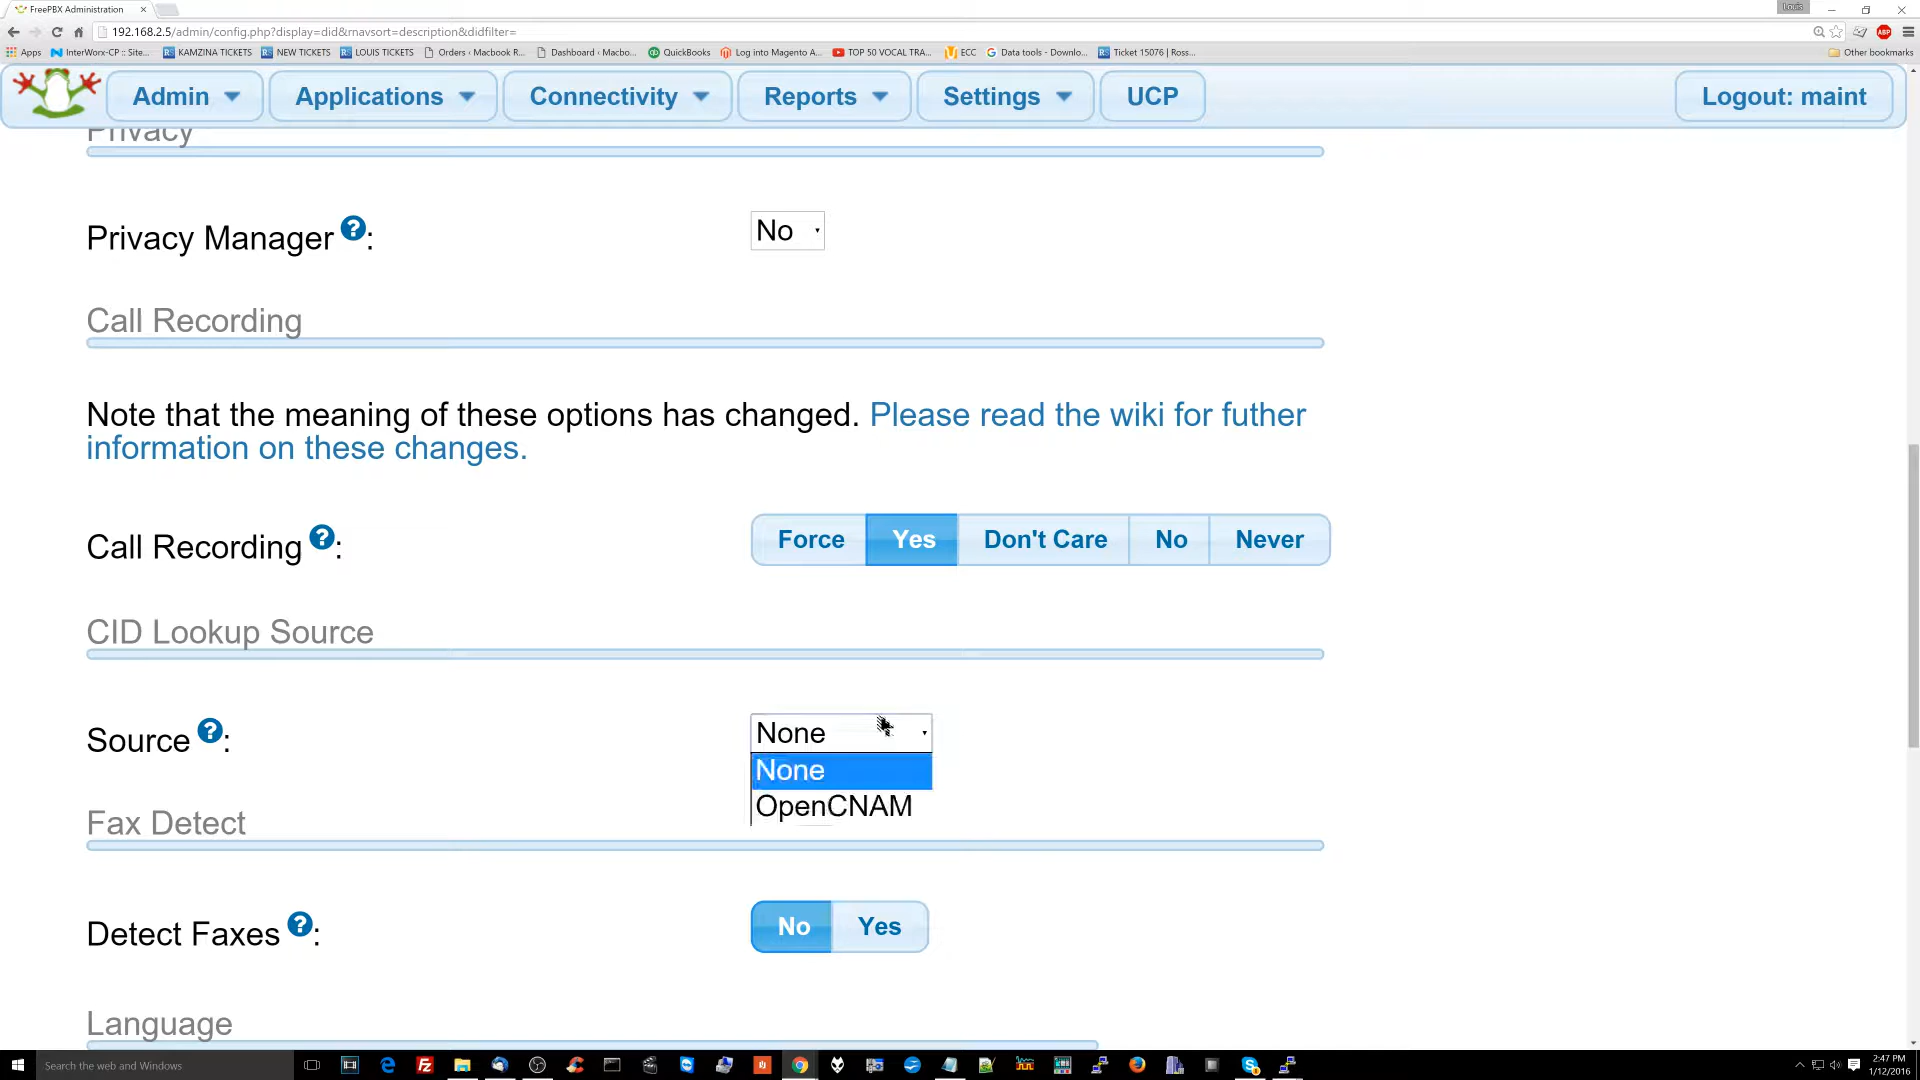 FreePBX Administration
Louis
192.168.2.5/admin/config.php?display=did&rnavsort=description&didfilter=
Apps InterWorx-CP :: Site... KAMZINA TICKETS NEW TICKETS LOUIS TICKETS Orders ‹ Macbook R... Dashboard ‹ Macbo... QuickBooks Log into Magento A... TOP 50 VOCAL TRA... ECC Data tools - Downlo... Ticket 15076 | Ross... Other bookmarks
Admin Applications Connectivity Reports Settings UCP Logout: maint
Privacy
Privacy Manager ?: No
Call Recording
Note that the meaning of these options has changed. Please read the wiki for futher
information on these changes.
Call Recording ?: Force Yes Don't Care No Never
CID Lookup Source
Source ?: None
None
OpenCNAM
Fax Detect
Detect Faxes ?: No Yes
Language
Search the web and Windows
2:47 PM
1/12/2016